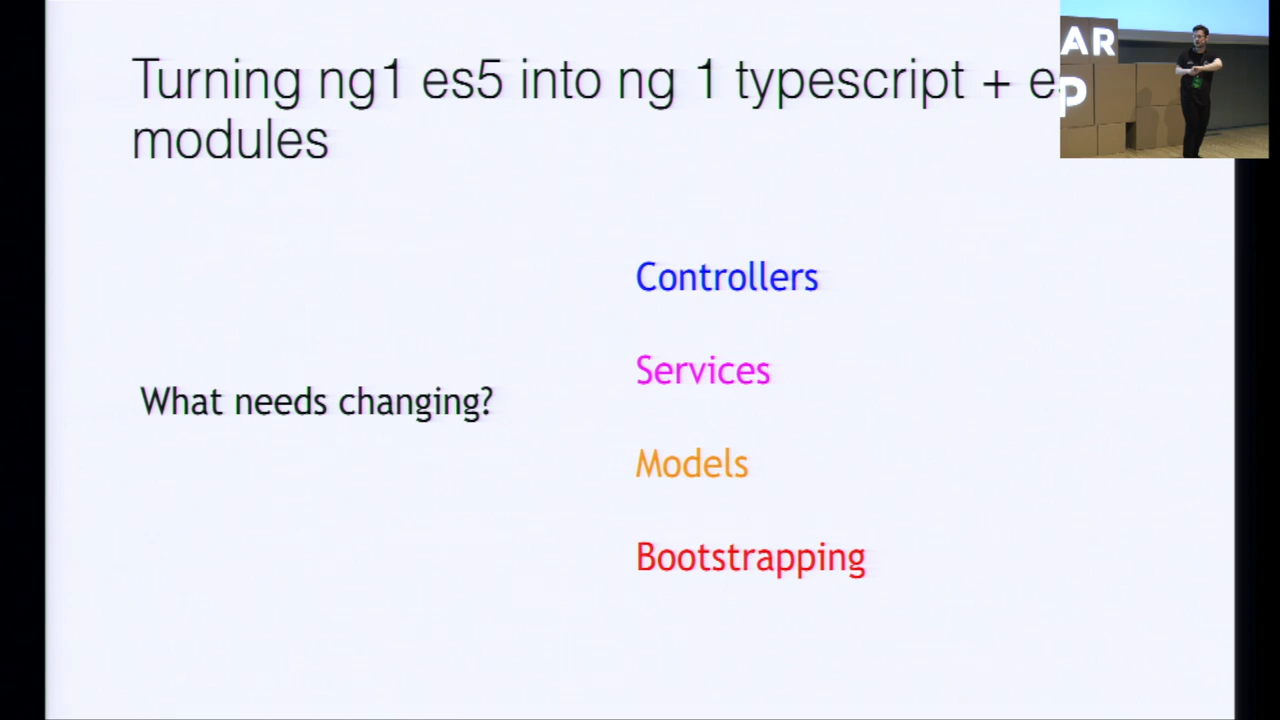 Turning ng1 es5 into ng 1 typescript +
modules
Controllers
Services
What needs changing?
Models
Bootstrapping
AR
P